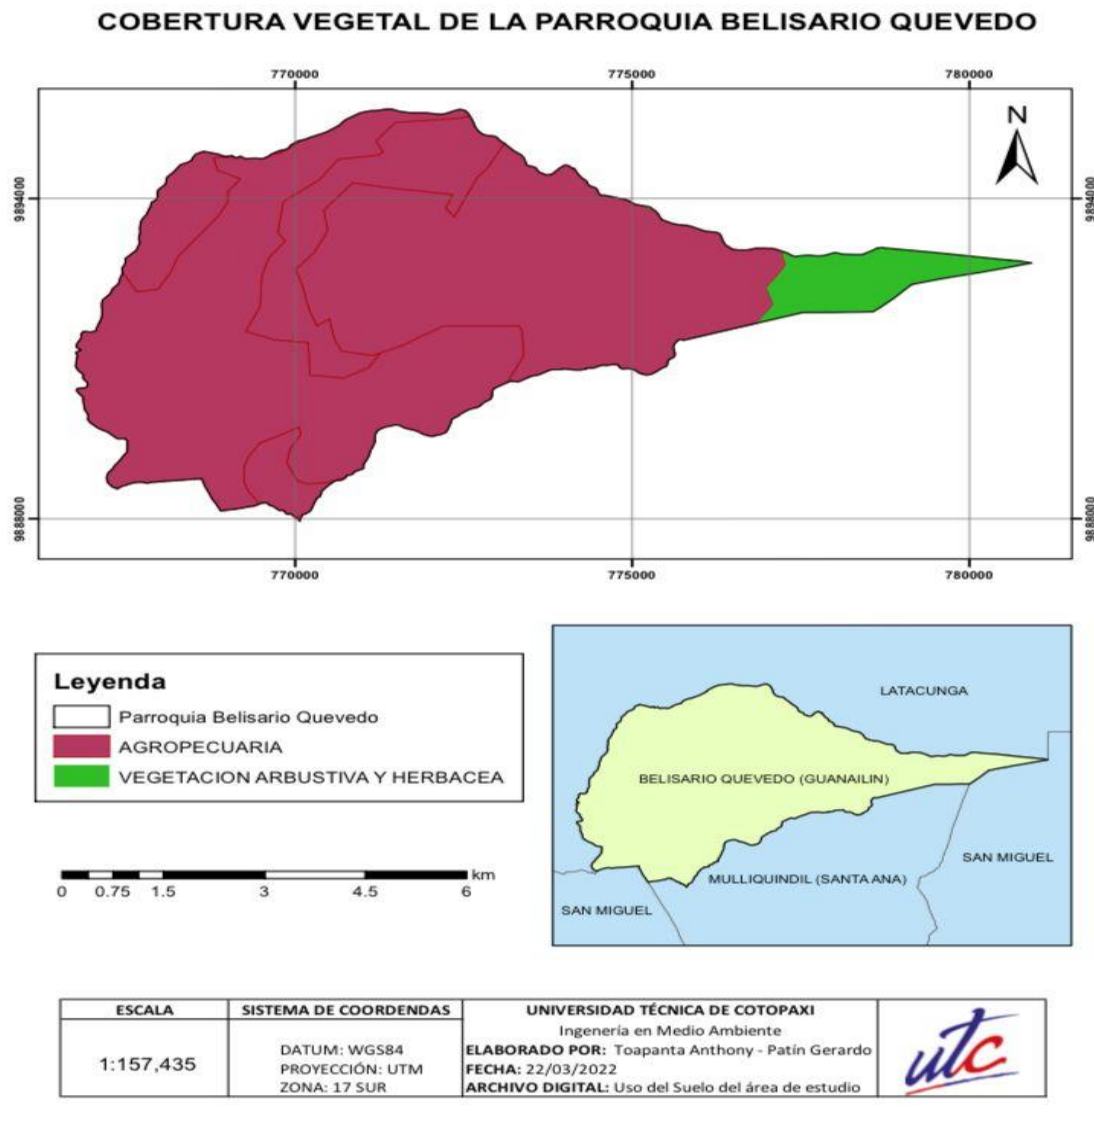 COBERTURA VEGETAL DE LA PARROQUIA BELISARIO QUEVEDO
770000 775000 780000
N
9894000 9894000
9888000 9888000
770000 775000 780000
Leyenda
Parroquia Belisario Quevedo
AGROPECUARIA
VEGETACION ARBUSTIVA Y HERBACEA
0 0.75 1.5 3 4.5 6 km
LATACUNGA
BELISARIO QUEVEDO (GUANAILIN)
SAN MIGUEL
MULLIQUINDIL (SANTA ANA)
SAN MIGUEL
ESCALA
1:157,435
SISTEMA DE COORDENDAS
DATUM: WGS84
PROYECCIÓN: UTM
ZONA: 17 SUR
UNIVERSIDAD TÉCNICA DE COTOPAXI
Ingenería en Medio Ambiente
ELABORADO POR: Toapanta Anthony - Patín Gerardo
FECHA: 22/03/2022
ARCHIVO DIGITAL: Uso del Suelo del área de estudio
utc